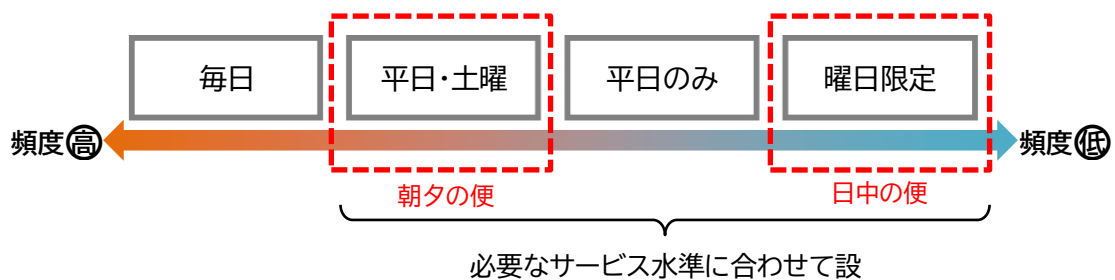 毎日
平日・土曜
平日のみ
曜日限定
頻度高
頻度低
朝夕の便
日中の便
必要なサービス水準に合わせて設